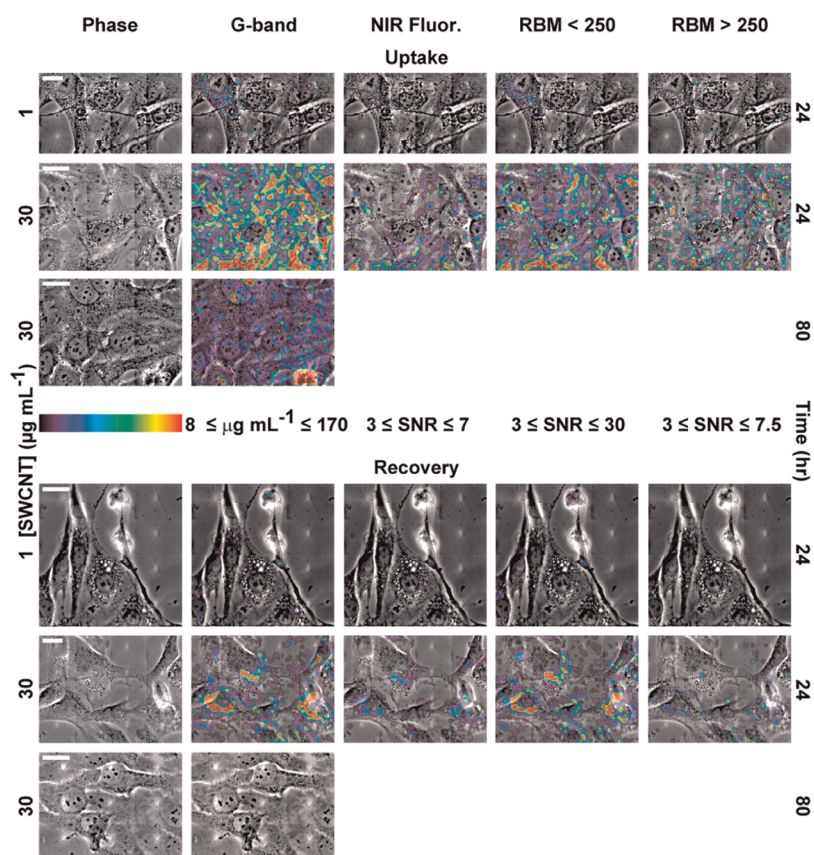 Phase G-band NIR Fluor. RBM < 250 RBM > 250
Uptake
1 24
30 24
30 80
8 ≤ μg mL⁻¹ ≤ 170 3 ≤ SNR ≤ 7 3 ≤ SNR ≤ 30 3 ≤ SNR ≤ 7.5
[SWCNT] (μg mL⁻¹)
Time (hr)
Recovery
1 24
30 24
30 80